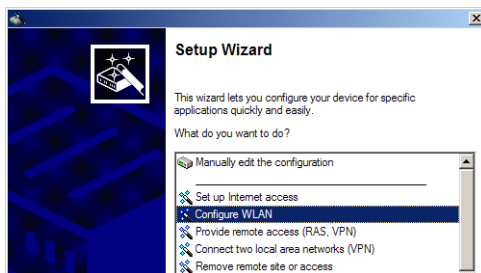 Setup Wizard
This wizard lets you configure your device for specific
applications quickly and easily.
What do you want to do?
Manually edit the configuration
Set up Internet access
Configure WLAN
Provide remote access (RAS, VPN)
Connect two local area networks (VPN)
Remove remote site or access